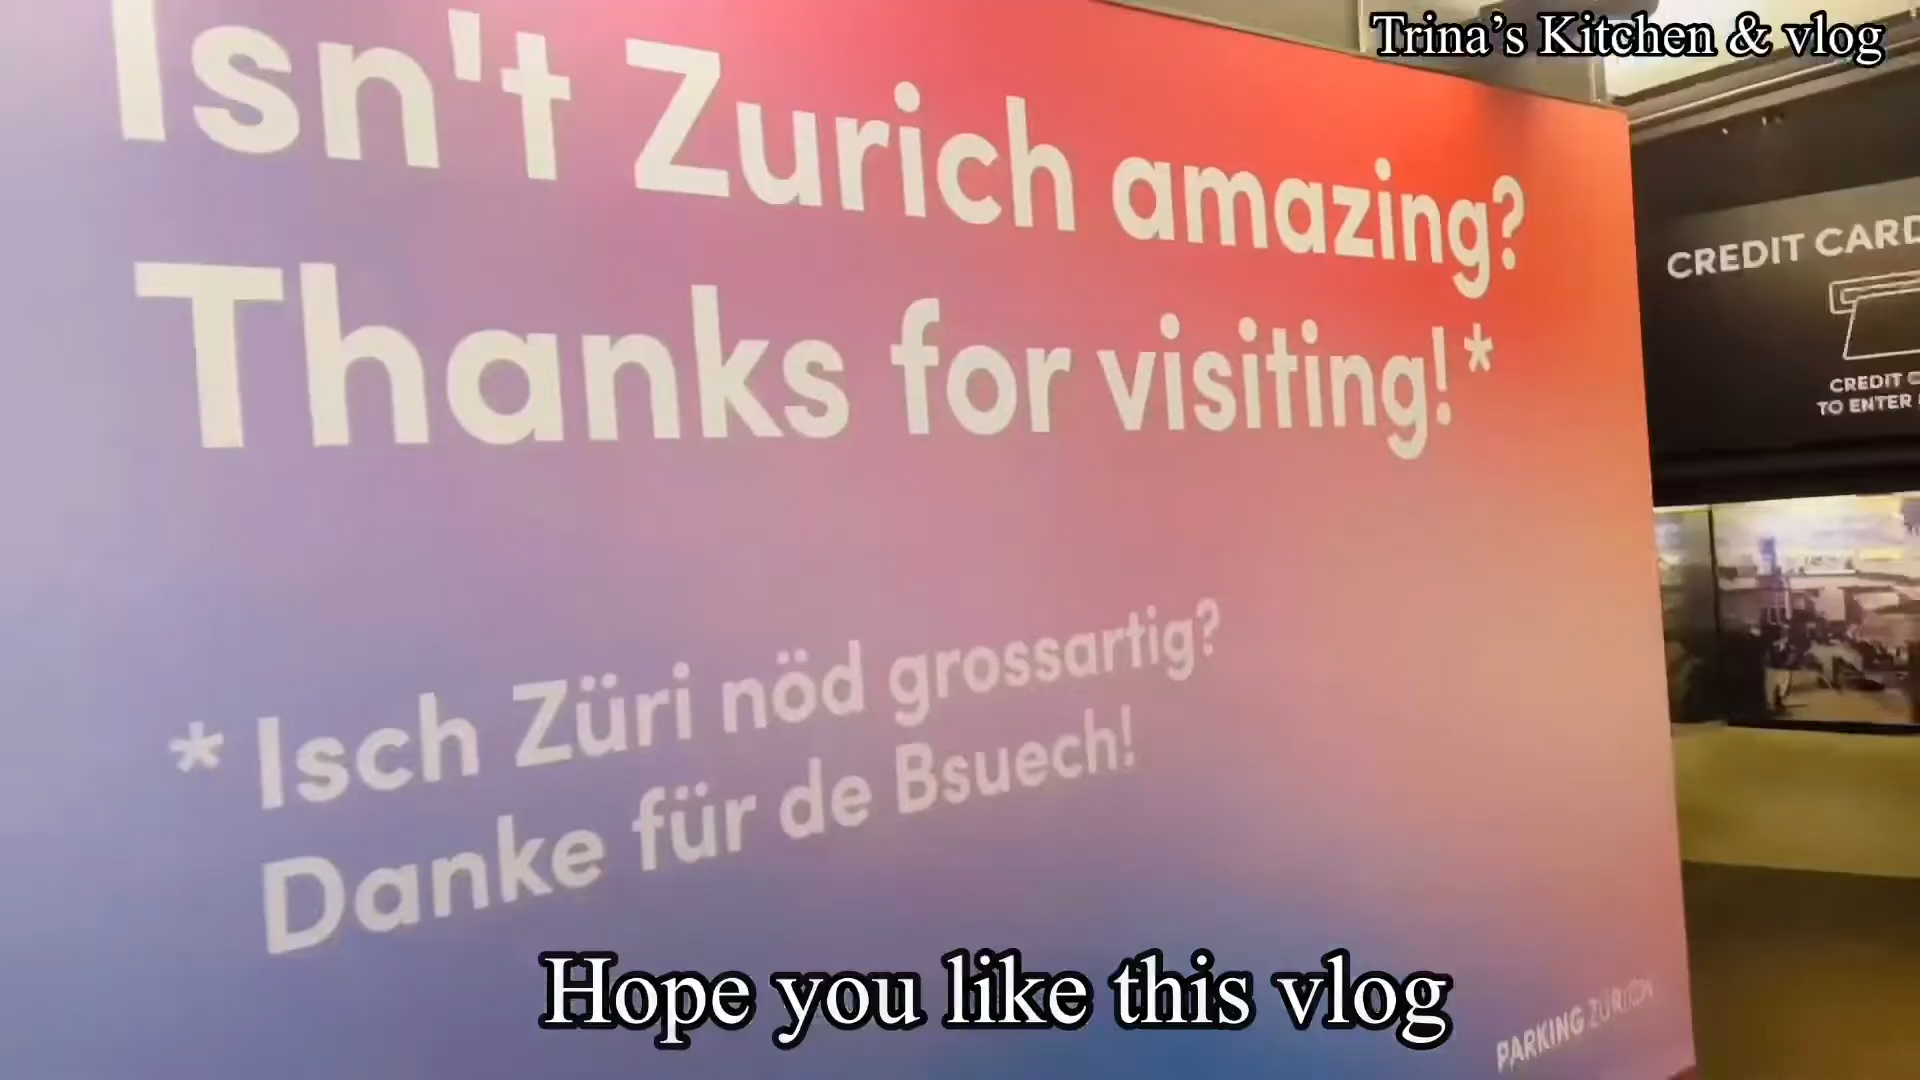 Trina's Kitchen & vlog
Isn't Zurich amazing?
Thanks for visiting! *
* Isch Züri nöd grossartig?
Danke für de Bsuech!
CREDIT CARD
CREDIT
TO ENTER
Hope you like this vlog
PARKING ZÜRICH